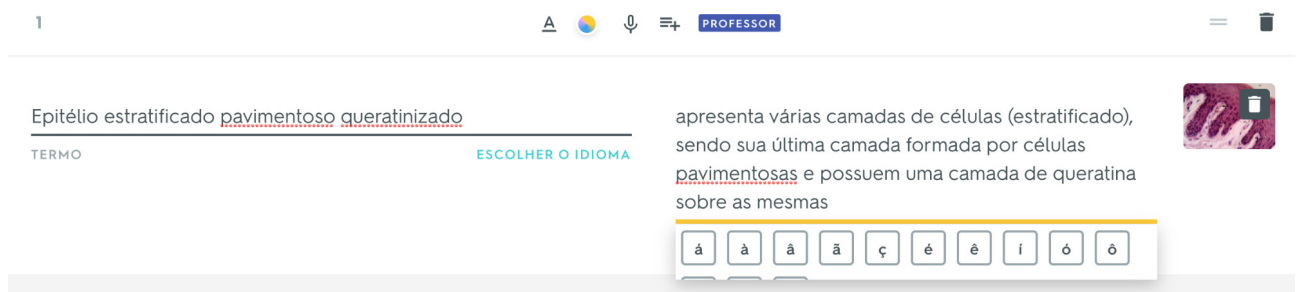 1
A
PROFESSOR
Epitélio estratificado pavimentoso queratinizado
TERMO
ESCOLHER O IDIOMA
apresenta várias camadas de células (estratificado),
sendo sua última camada formada por células
pavimentosas e possuem uma camada de queratina
sobre as mesmas
á à â ã ç é ê í ó ô